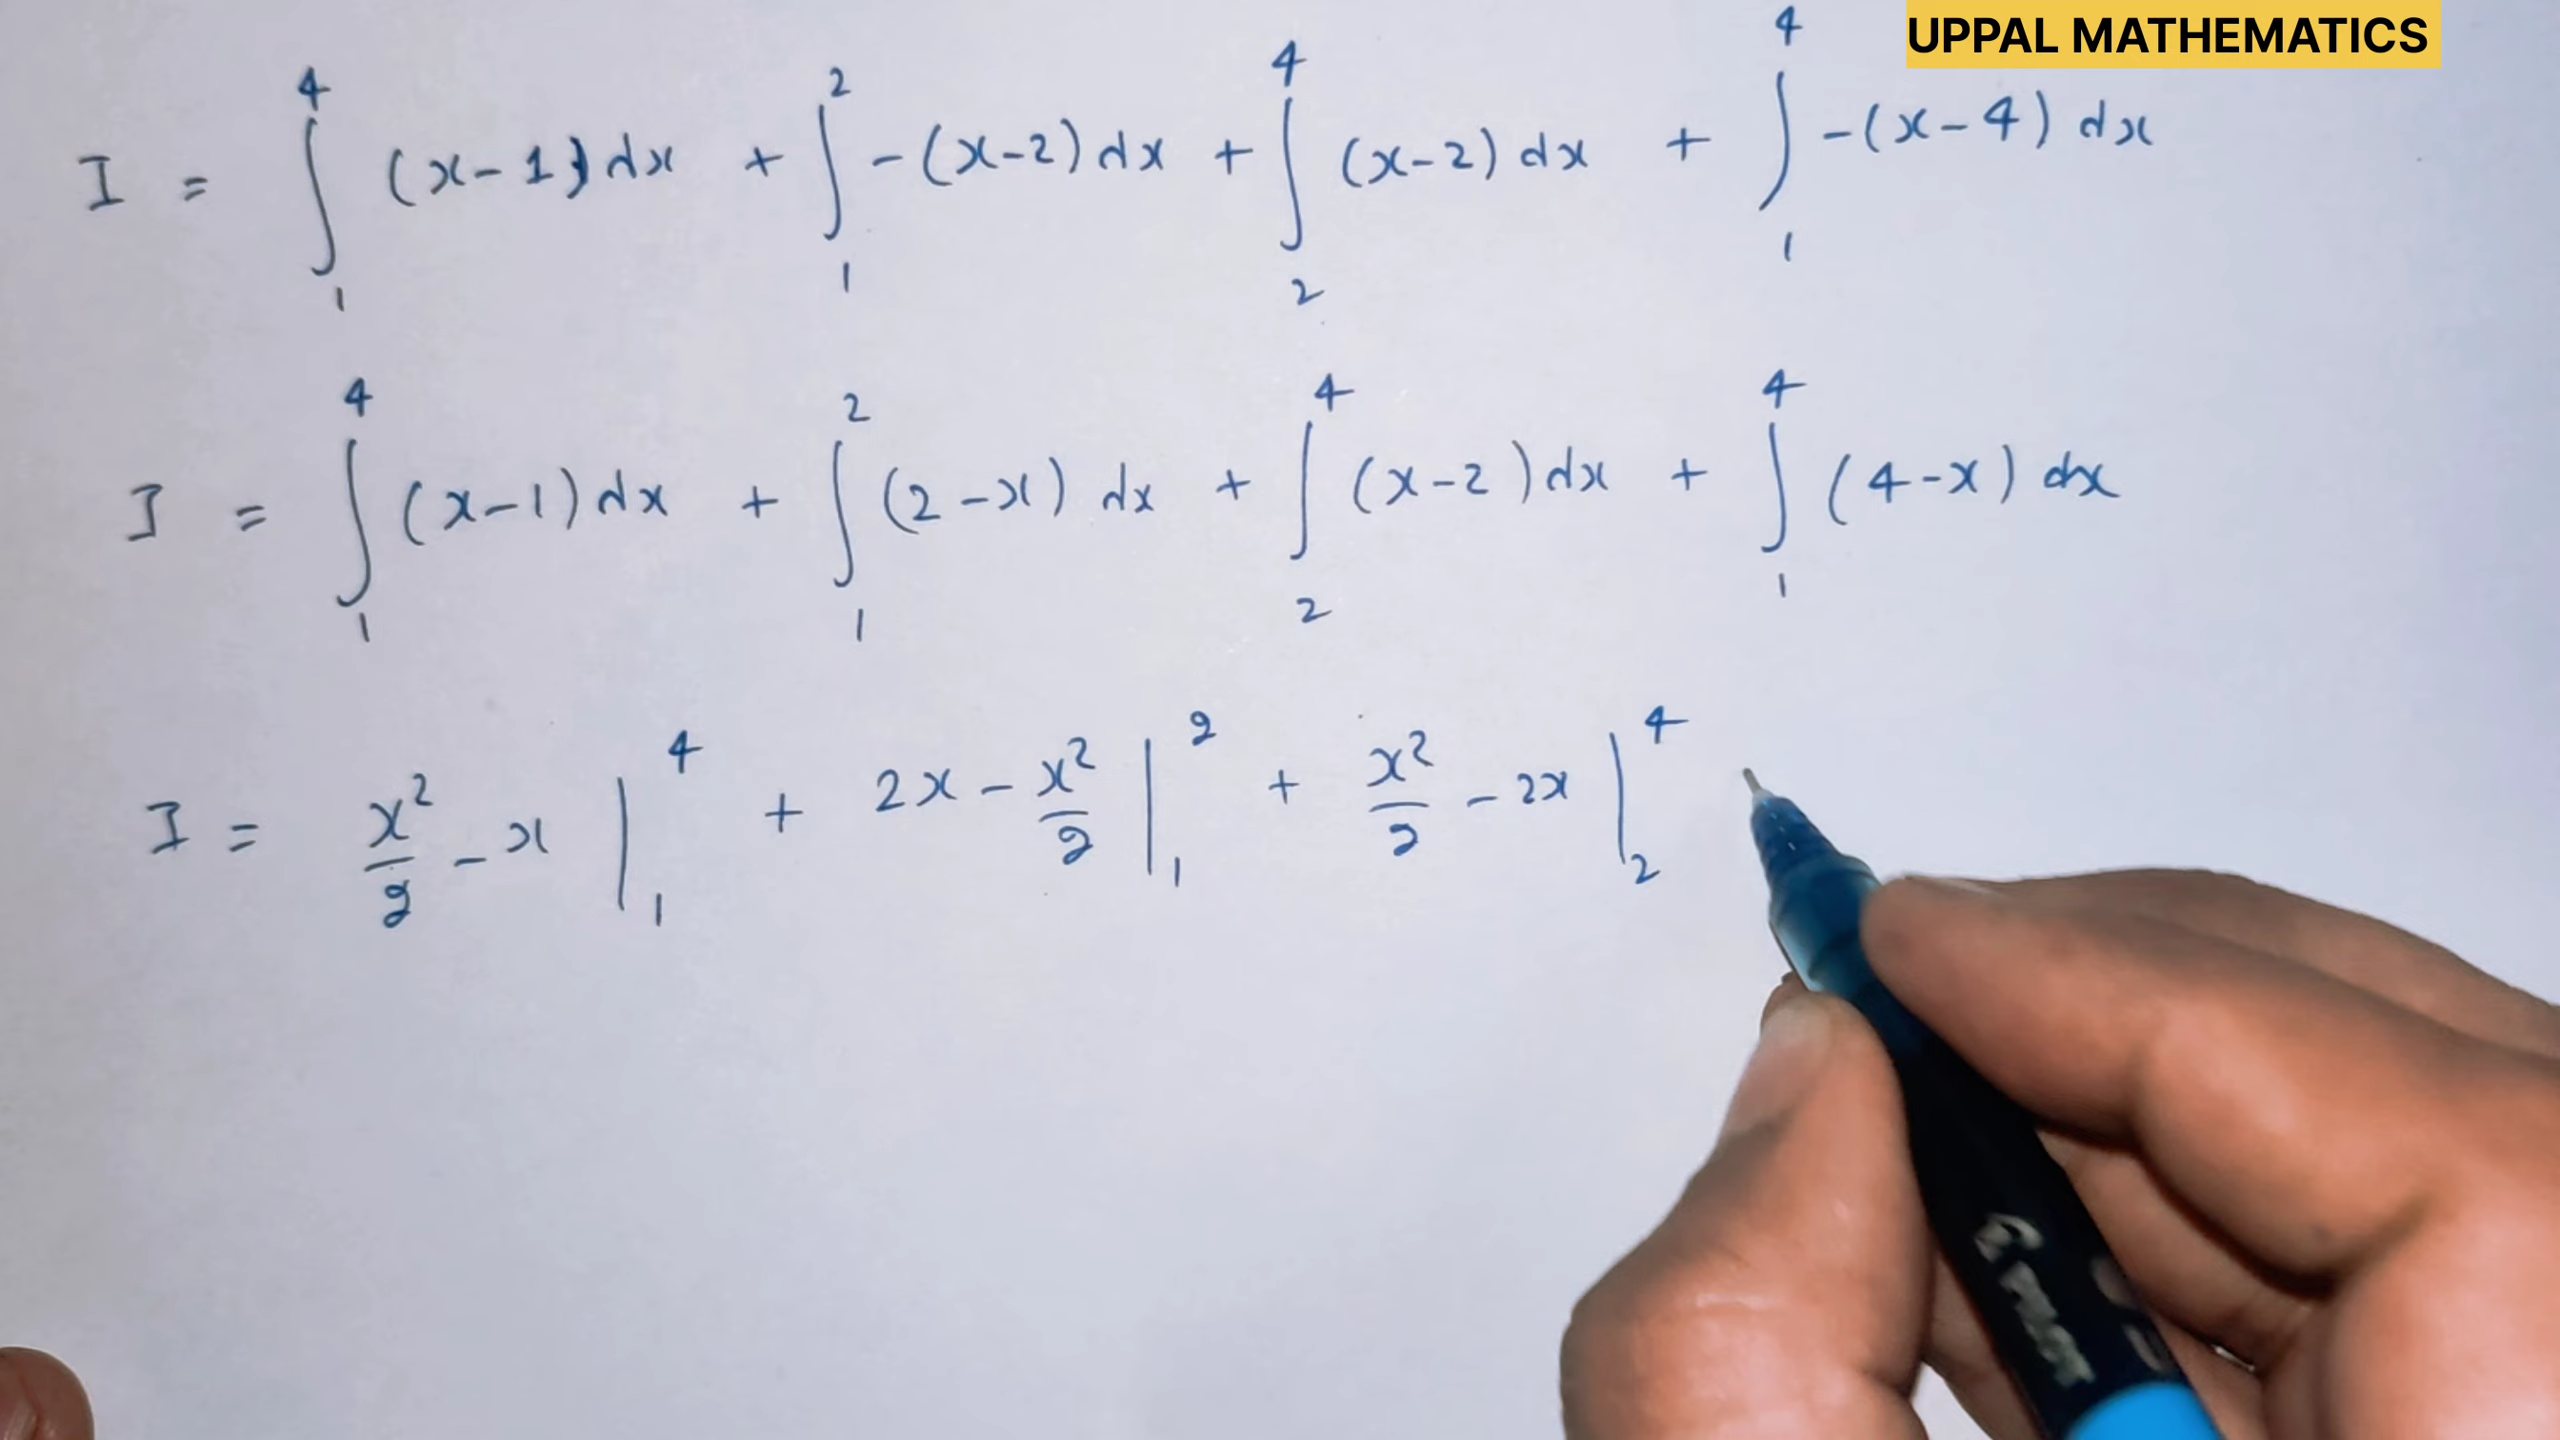 UPPAL MATHEMATICS
I = ∫₁⁴ (x-1) dx + ∫₁² -(x-2) dx + ∫₂⁴ (x-2) dx + ∫₁⁴ -(x-4) dx
I = ∫₁⁴ (x-1) dx + ∫₁² (2-x) dx + ∫₂⁴ (x-2) dx + ∫₁⁴ (4-x) dx
I = x²/2 - x |₁⁴ + 2x - x²/2 |₁² + x²/2 - 2x |₂⁴